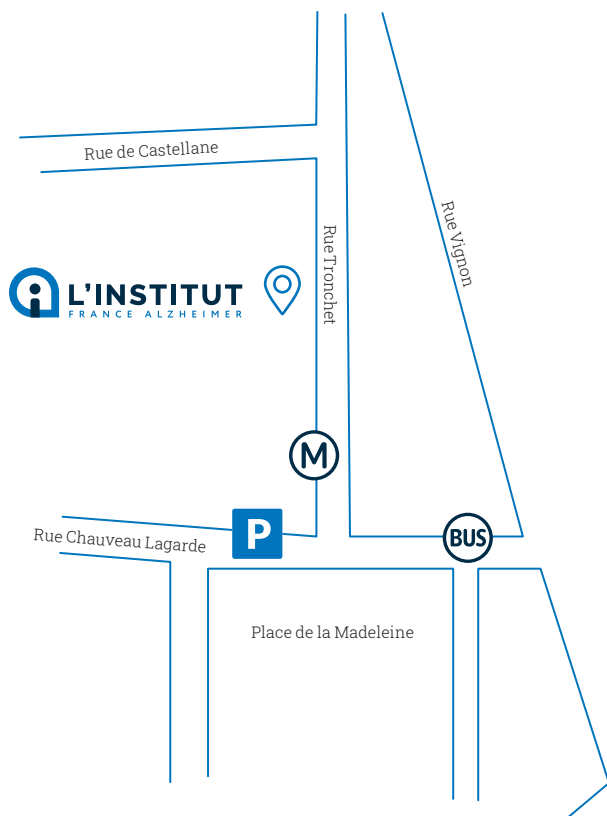 Rue de Castellane
Rue Vignon
Rue Tronchet
L'INSTITUT
FRANCE ALZHEIMER
M
P
BUS
Rue Chauveau Lagarde
Place de la Madeleine